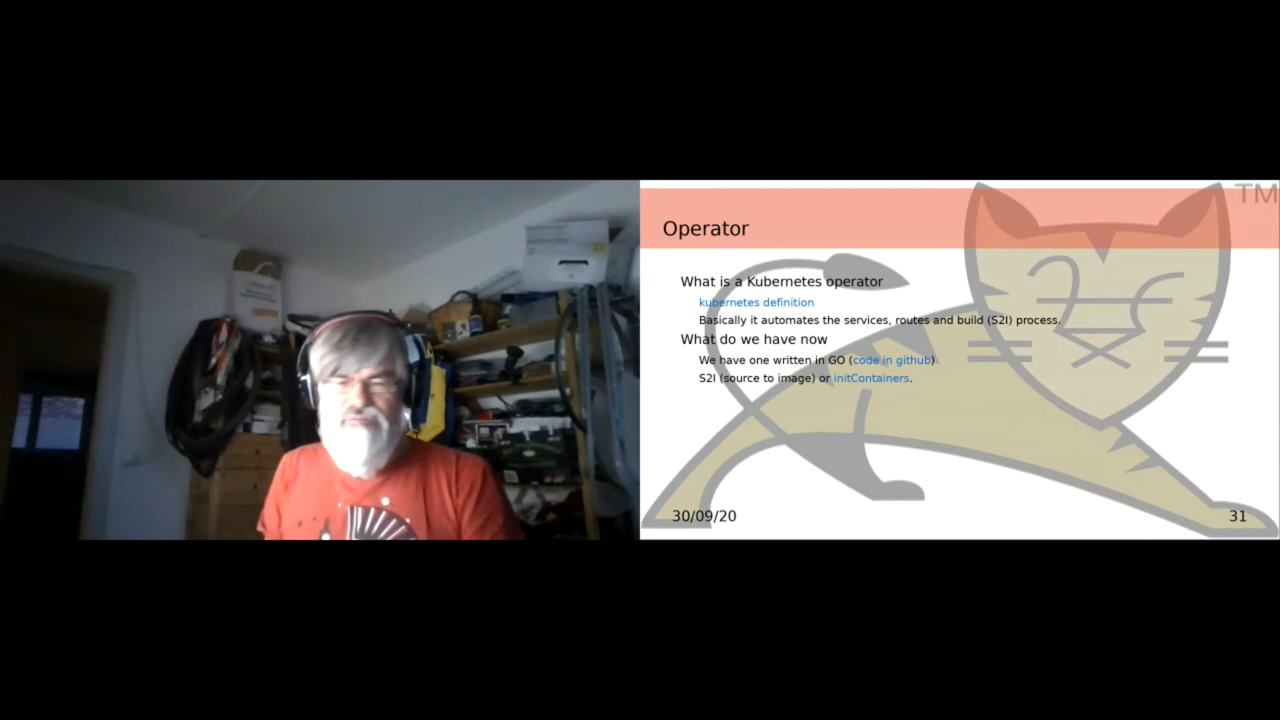 TM
Operator
What is a Kubernetes operator
kubernetes definition
Basically it automates the services, routes and build (S2I) process.
What do we have now
We have one written in GO (code in github)
S2I (source to image) or initContainers.
30/09/20
31